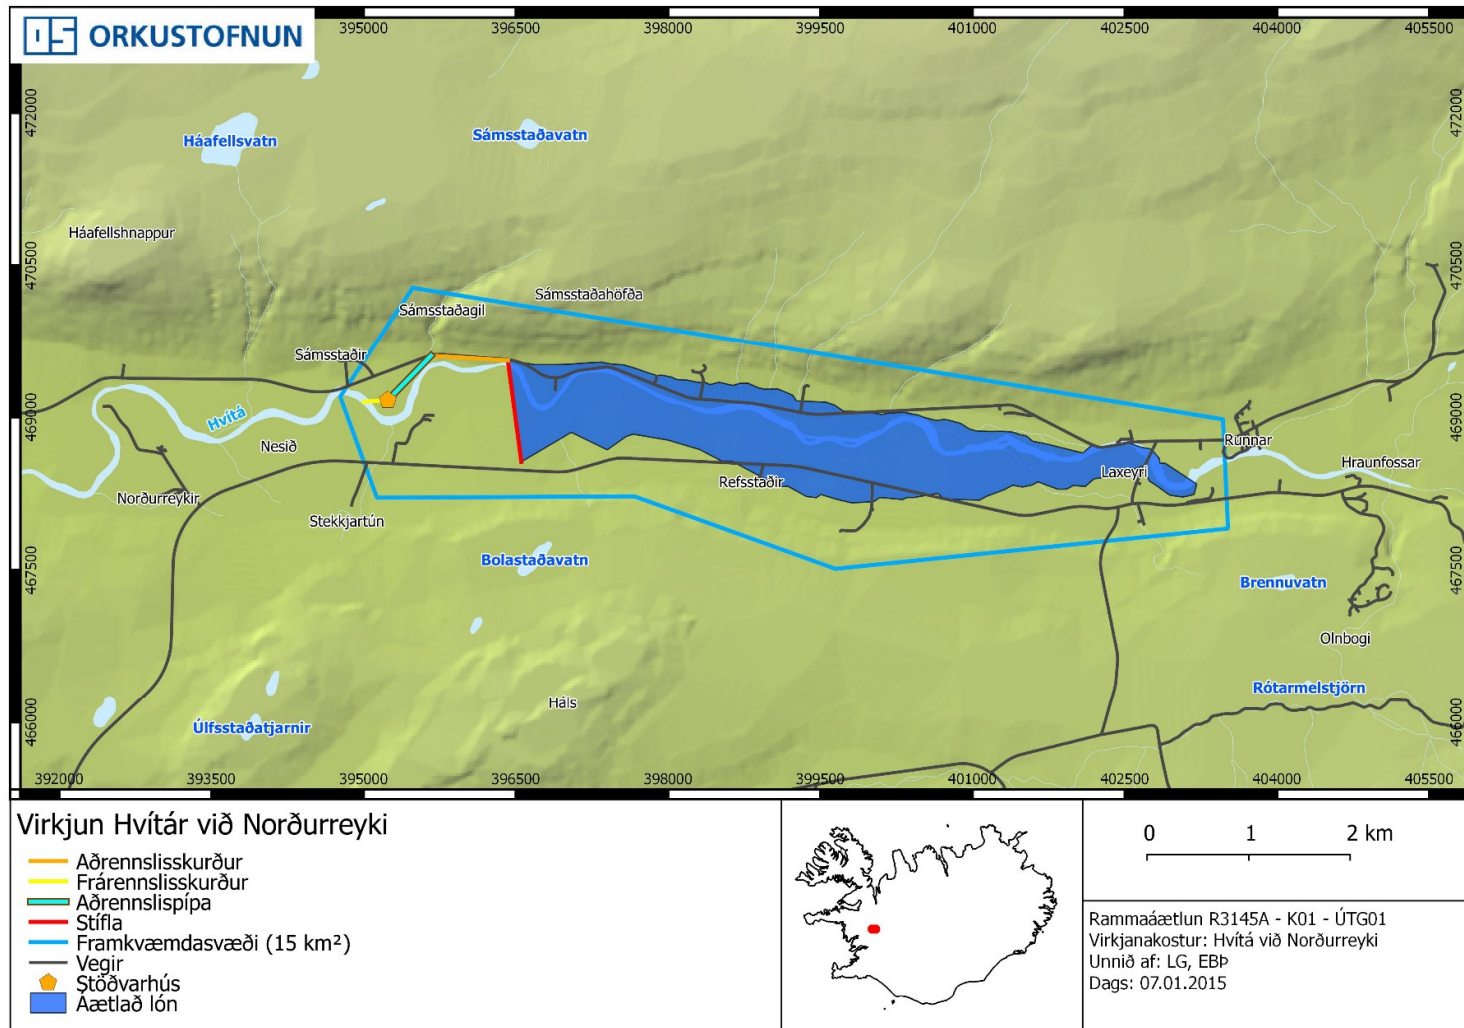 ORKUSTOFNUN
395000 396500 398000 399500 401000 402500 404000 405500
472000 472000
Háafellsvatn
Sámsstaðavatn
Háafellshnappur
470500 470500
Sámsstaðahöfða
Sámsstaðagil
Sámsstaðir
469000 469000
Hvítá
Nesið
Runnar
Hraunfossar
Laxeyri
Refsstaðir
Norðurreykir
Stekkjartún
Bolastaðavatn
467500 467500
Brennuvatn
Olnbogi
Rótarmelstjörn
Háls
Úlfsstaðatjarnir
466000 466000
392000 393500 395000 396500 398000 399500 401000 402500 404000 405500
Virkjun Hvítár við Norðurreyki
Aðrennslisskurður
Frárennslisskurður
Aðrennslispípa
Stífla
Framkvæmdasvæði (15 km²)
Vegir
Stöðvarhús
Áætlað lón
0 1 2 km
Rammaáætlun R3145A - K01 - ÚTG01
Virkjanakostur: Hvítá við Norðurreyki
Unnið af: LG, EBÞ
Dags: 07.01.2015